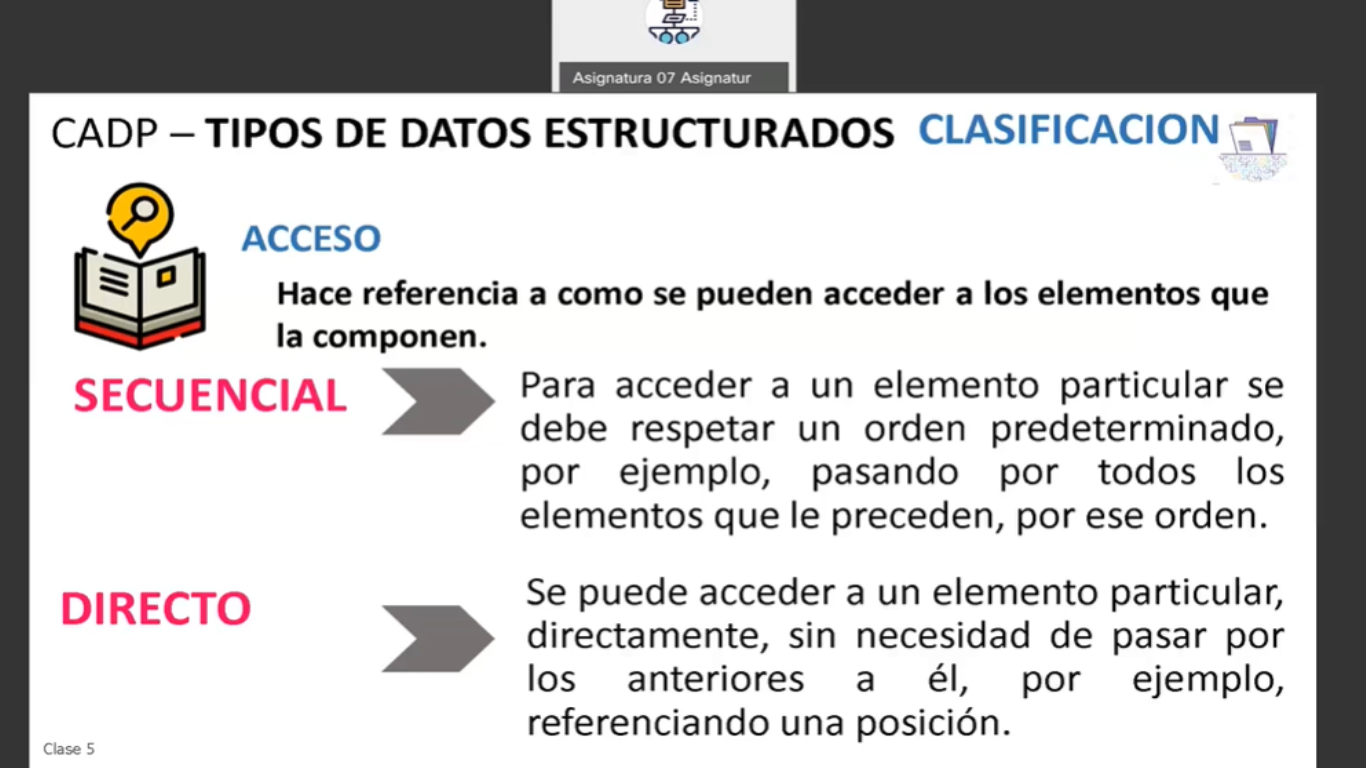 Asignatura 07 Asignatur
CADP – TIPOS DE DATOS ESTRUCTURADOS CLASIFICACION
ACCESO
Hace referencia a como se pueden acceder a los elementos que
la componen.
SECUENCIAL
Para acceder a un elemento particular se
debe respetar un orden predeterminado,
por ejemplo, pasando por todos los
elementos que le preceden, por ese orden.
DIRECTO
Se puede acceder a un elemento particular,
directamente, sin necesidad de pasar por
los anteriores a él, por ejemplo,
referenciando una posición.
Clase 5